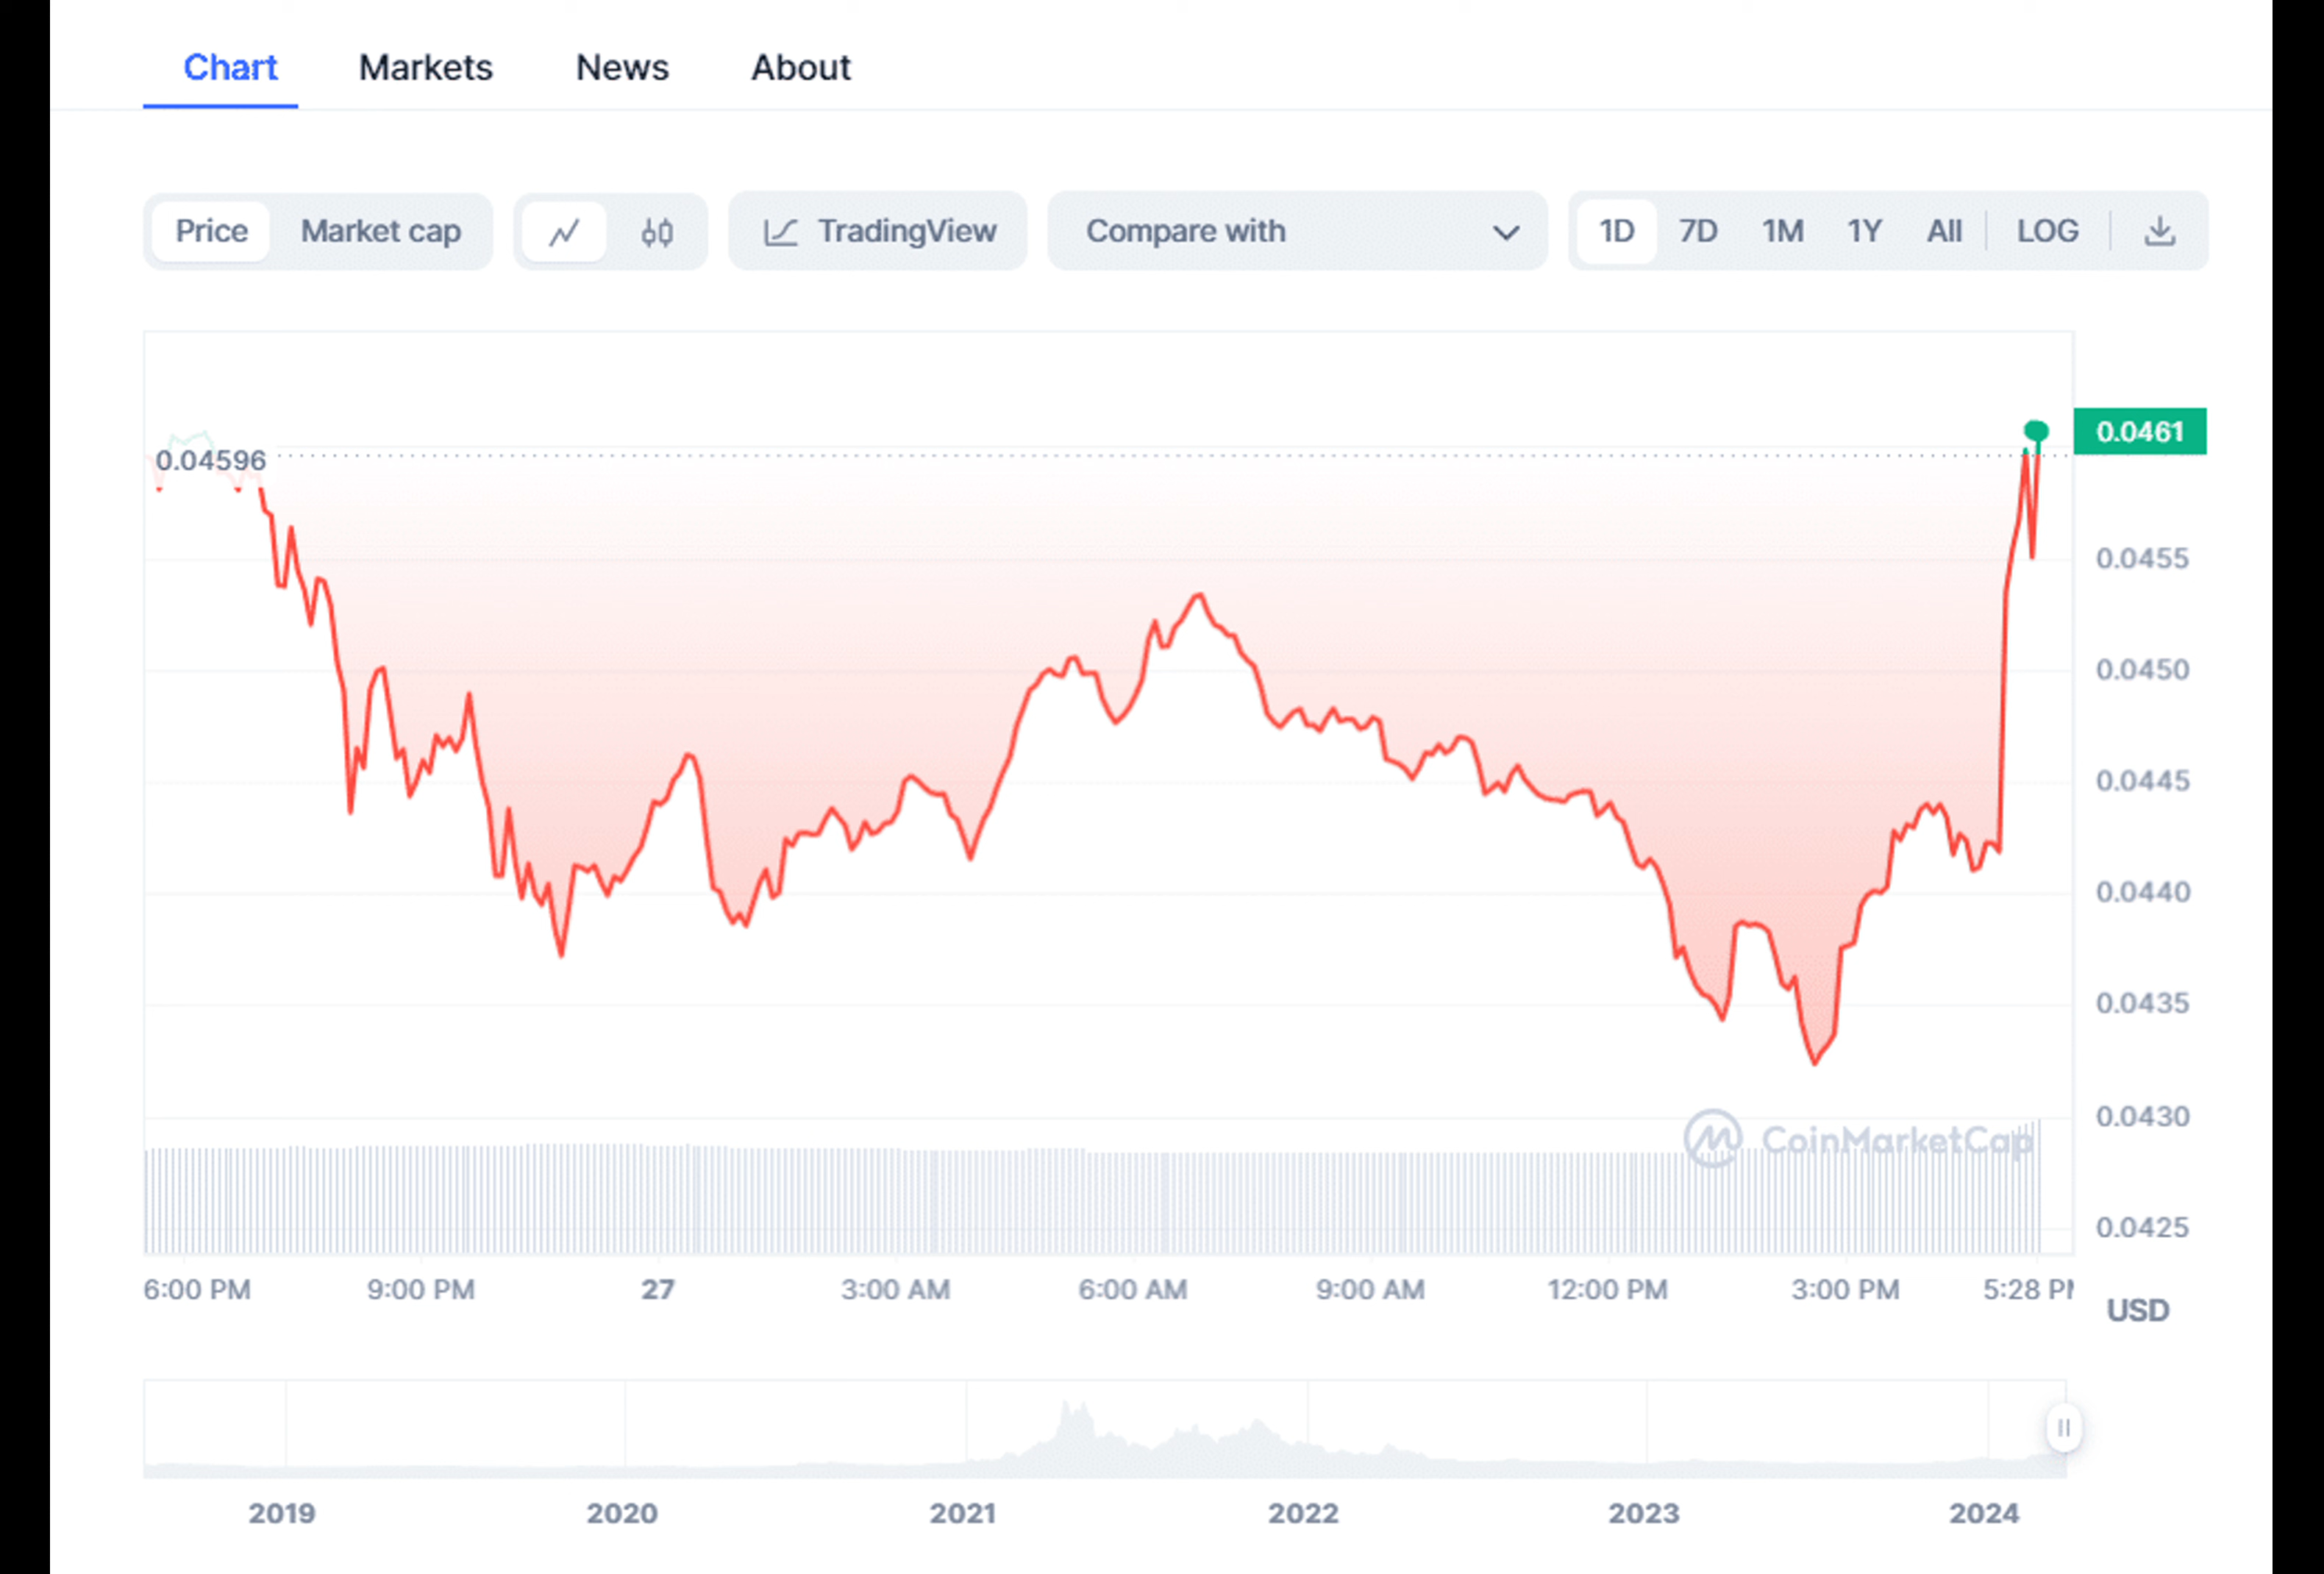 Chart Markets News About
Price Market cap TradingView Compare with 1D 7D 1M 1Y All LOG
0.0461
0.04596
0.0455
0.0450
0.0445
0.0440
0.0435
0.0430
CoinMarketCap
0.0425
6:00 PM 9:00 PM 27 3:00 AM 6:00 AM 9:00 AM 12:00 PM 3:00 PM 5:28 PM
USD
2019 2020 2021 2022 2023 2024